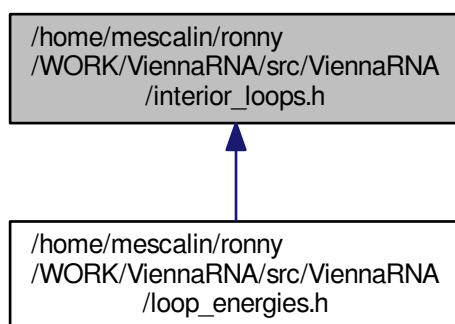 /home/mescalin/ronny
/WORK/ViennaRNA/src/ViennaRNA
/interior_loops.h
/home/mescalin/ronny
/WORK/ViennaRNA/src/ViennaRNA
/loop_energies.h